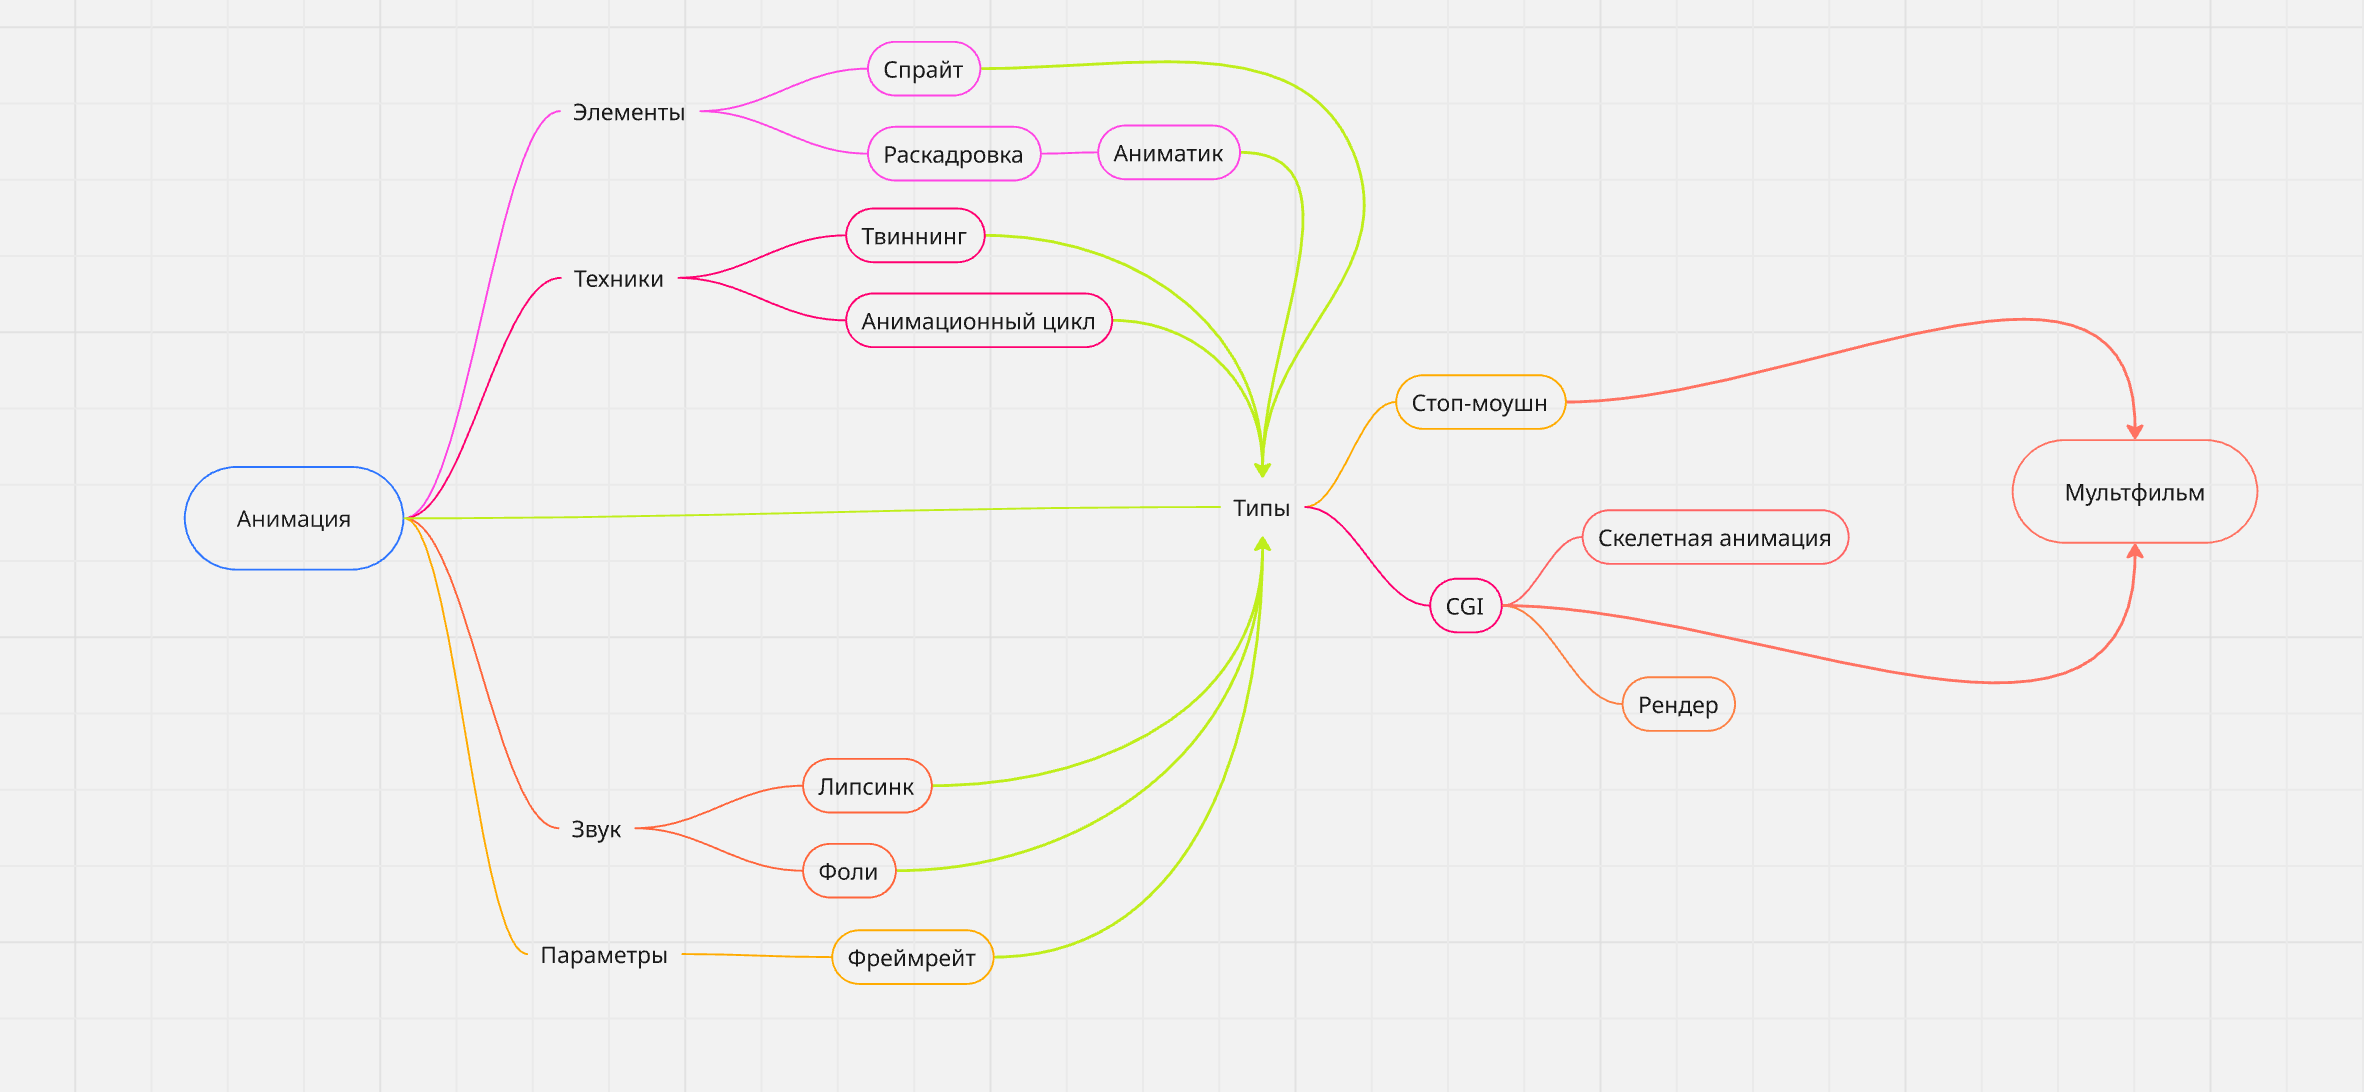 Спрайт
Элементы
Раскадровка
Аниматик
Твиннинг
Техники
Анимационный цикл
Стоп-моушн
Мультфильм
Анимация
Типы
Скелетная анимация
CGI
Рендер
Липсинк
Звук
Фоли
Параметры
Фреймрейт